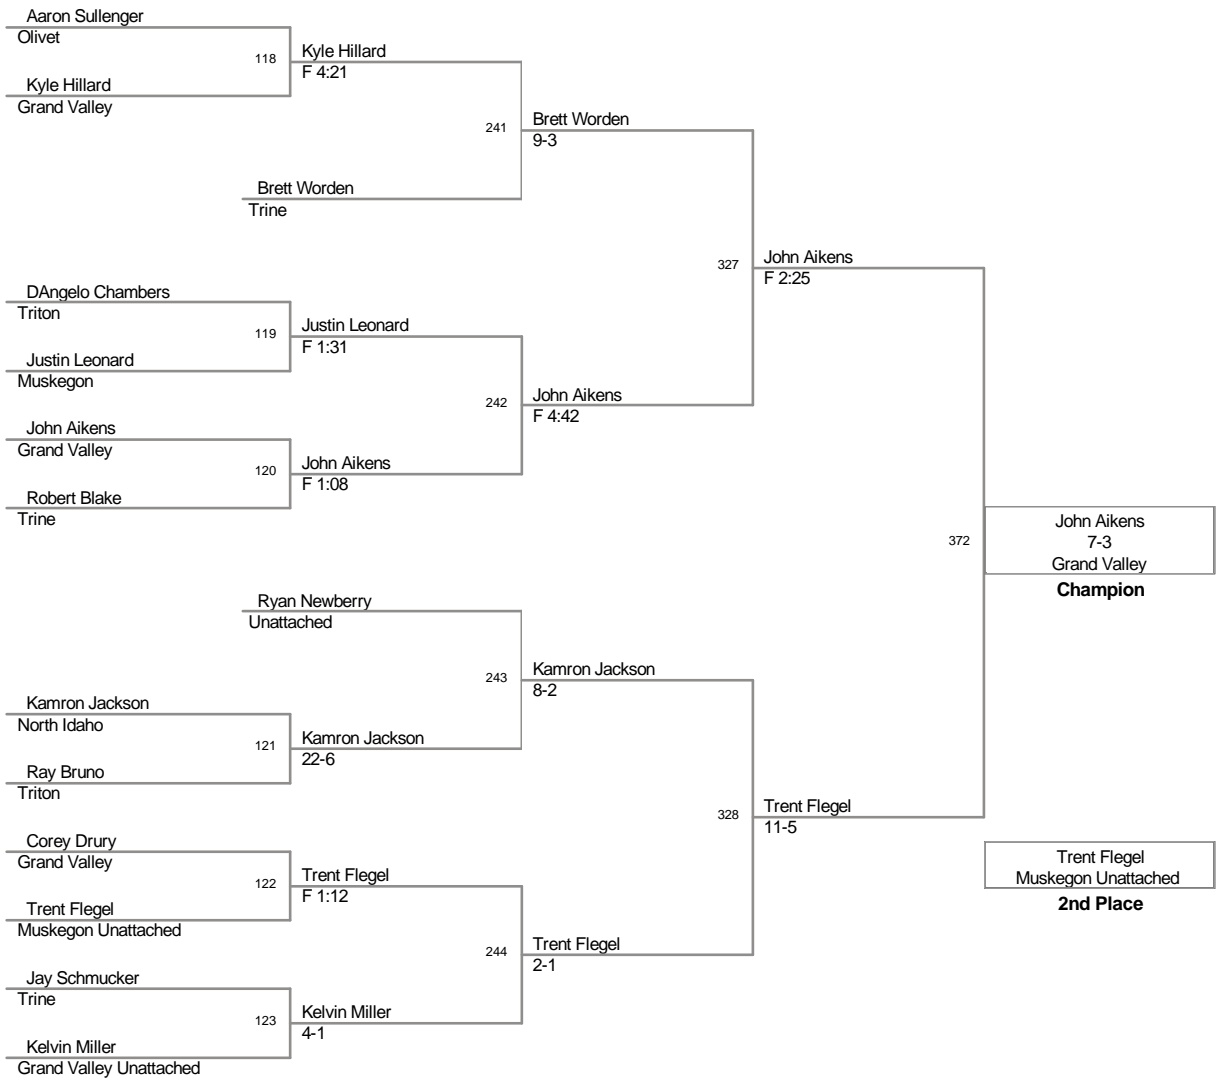 Aaron Sullenger
Olivet
118
Kyle Hillard
F 4:21
Kyle Hillard
Grand Valley
241
Brett Worden
9-3
Brett Worden
Trine
327
John Aikens
F 2:25
DAngelo Chambers
Triton
119
Justin Leonard
F 1:31
Justin Leonard
Muskegon
242
John Aikens
F 4:42
John Aikens
Grand Valley
120
John Aikens
F 1:08
Robert Blake
Trine
372
John Aikens
7-3
Grand Valley
Champion
Ryan Newberry
Unattached
243
Kamron Jackson
8-2
Kamron Jackson
North Idaho
121
Kamron Jackson
22-6
Ray Bruno
Triton
328
Trent Flegel
11-5
Corey Drury
Grand Valley
122
Trent Flegel
F 1:12
Trent Flegel
Muskegon Unattached
Trent Flegel
Muskegon Unattached
2nd Place
244
Trent Flegel
2-1
Jay Schmucker
Trine
123
Kelvin Miller
4-1
Kelvin Miller
Grand Valley Unattached